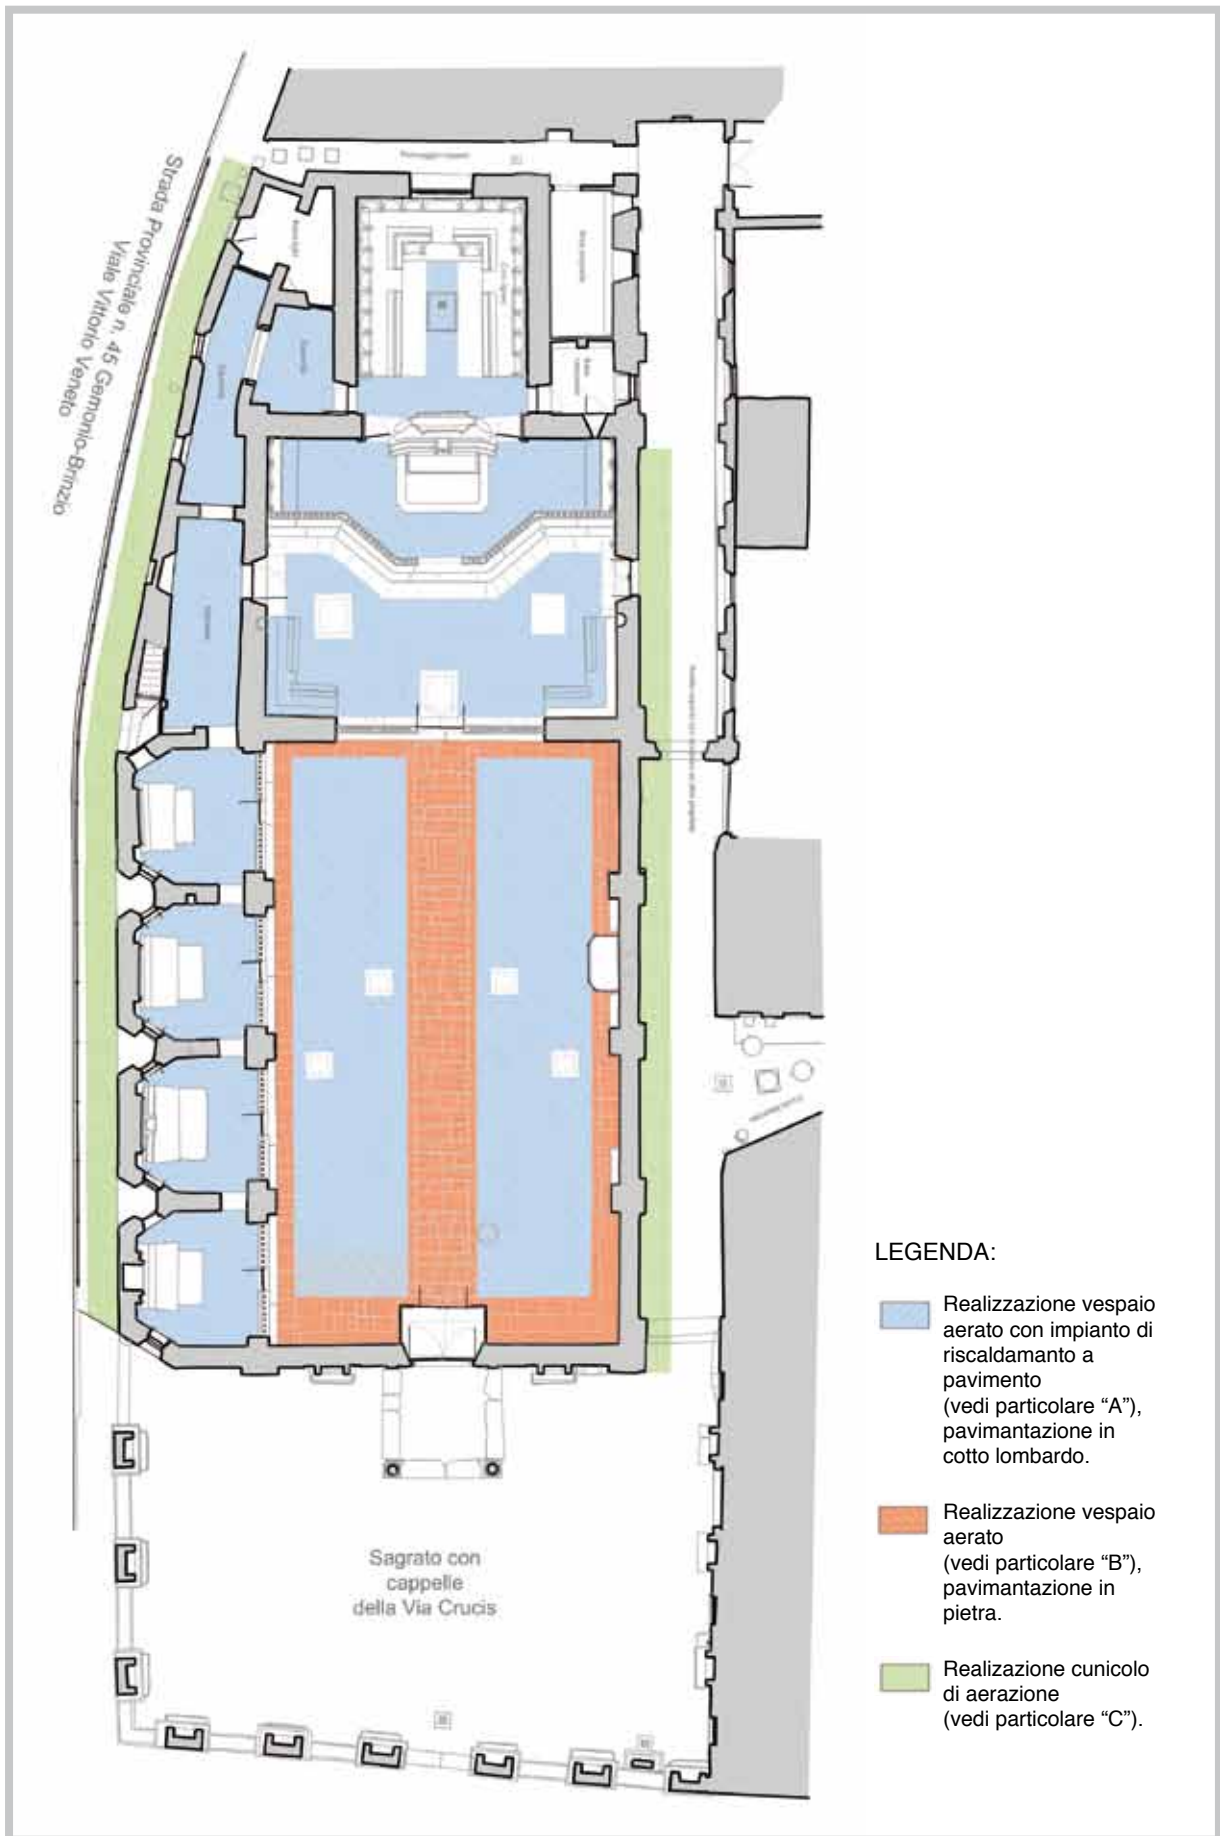 Strada Provinciale n. 45 Gemonio-Brinzio
Viale Vittorio Veneto
Sagrato con
cappelle
della Via Crucis
LEGENDA:
Realizzazione vespaio
aerato con impianto di
riscaldamanto a
pavimento
(vedi particolare “A”),
pavimantazione in
cotto lombardo.
Realizzazione vespaio
aerato
(vedi particolare “B”),
pavimantazione in
pietra.
Realizazione cunicolo
di aerazione
(vedi particolare “C”).